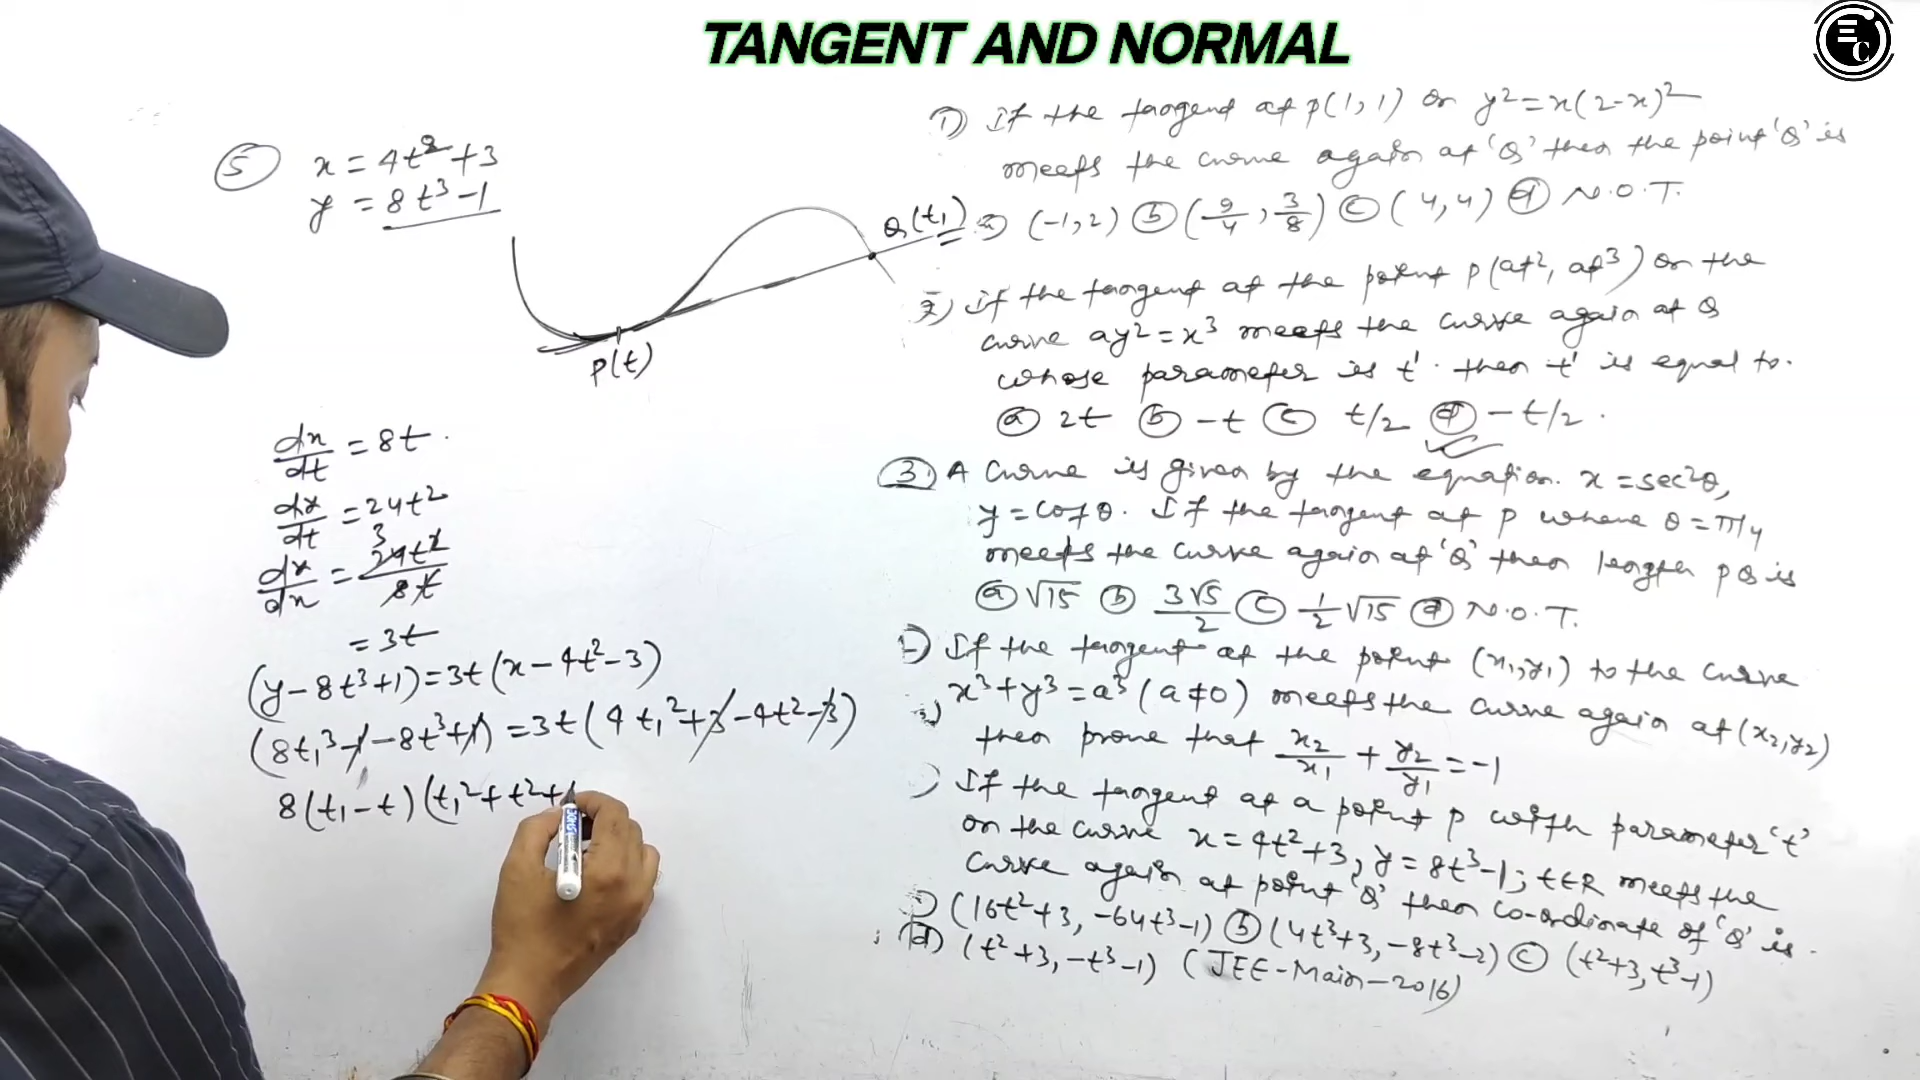 TANGENT AND NORMAL
C
5 x = 4t² + 3
y = 8t³ - 1
Q(t₁)
P(t)
dx/dt = 8t
dy/dt = 24t²
dy/dx = 24t²/8t 3
= 3t
(y - 8t³ + 1) = 3t (x - 4t² - 3)
(8t₁³ - 1 - 8t³ + 1) = 3t (4t₁² + 3 - 4t² - 3)
8(t₁ - t) (t₁² + t² +
1) If the tangent at P(1,1) on y² = x(2-x)²
meets the curve again at 'Q' then the point 'Q' is
a (-1,2) b (9/4, 3/8) c (4,4) d N.O.T.
2) If the tangent at the point P(at², at³) on the
curve ay² = x³ meets the curve again at Q
whose parameter is t'. then t' is equal to.
a 2t b -t c t/2 d -t/2.
3. A curve is given by the equation. x = sec²θ,
y = cotθ. If the tangent at P where θ = π/4
meets the curve again at 'Q' then length PQ is
a √15 b 3√5/2 c 1/2 √15 d N.O.T.
If the tangent at the point (x₁,y₁) to the curve
x³ + y³ = a³ (a ≠ 0) meets the curve again at (x₂,y₂)
then prove that x₂/x₁ + y₂/y₁ = -1
If the tangent at a point P with parameter 't'
on the curve x = 4t² + 3, y = 8t³ - 1; t∈R meets the
curve again at point 'Q' then co-ordinate of 'Q' is.
(16t² + 3, -64t³ - 1) b (4t³ + 3, -8t³ - 2) c (t² + 3, t³ - 1)
d (t² + 3, -t³ - 1) (JEE-Main-2016)